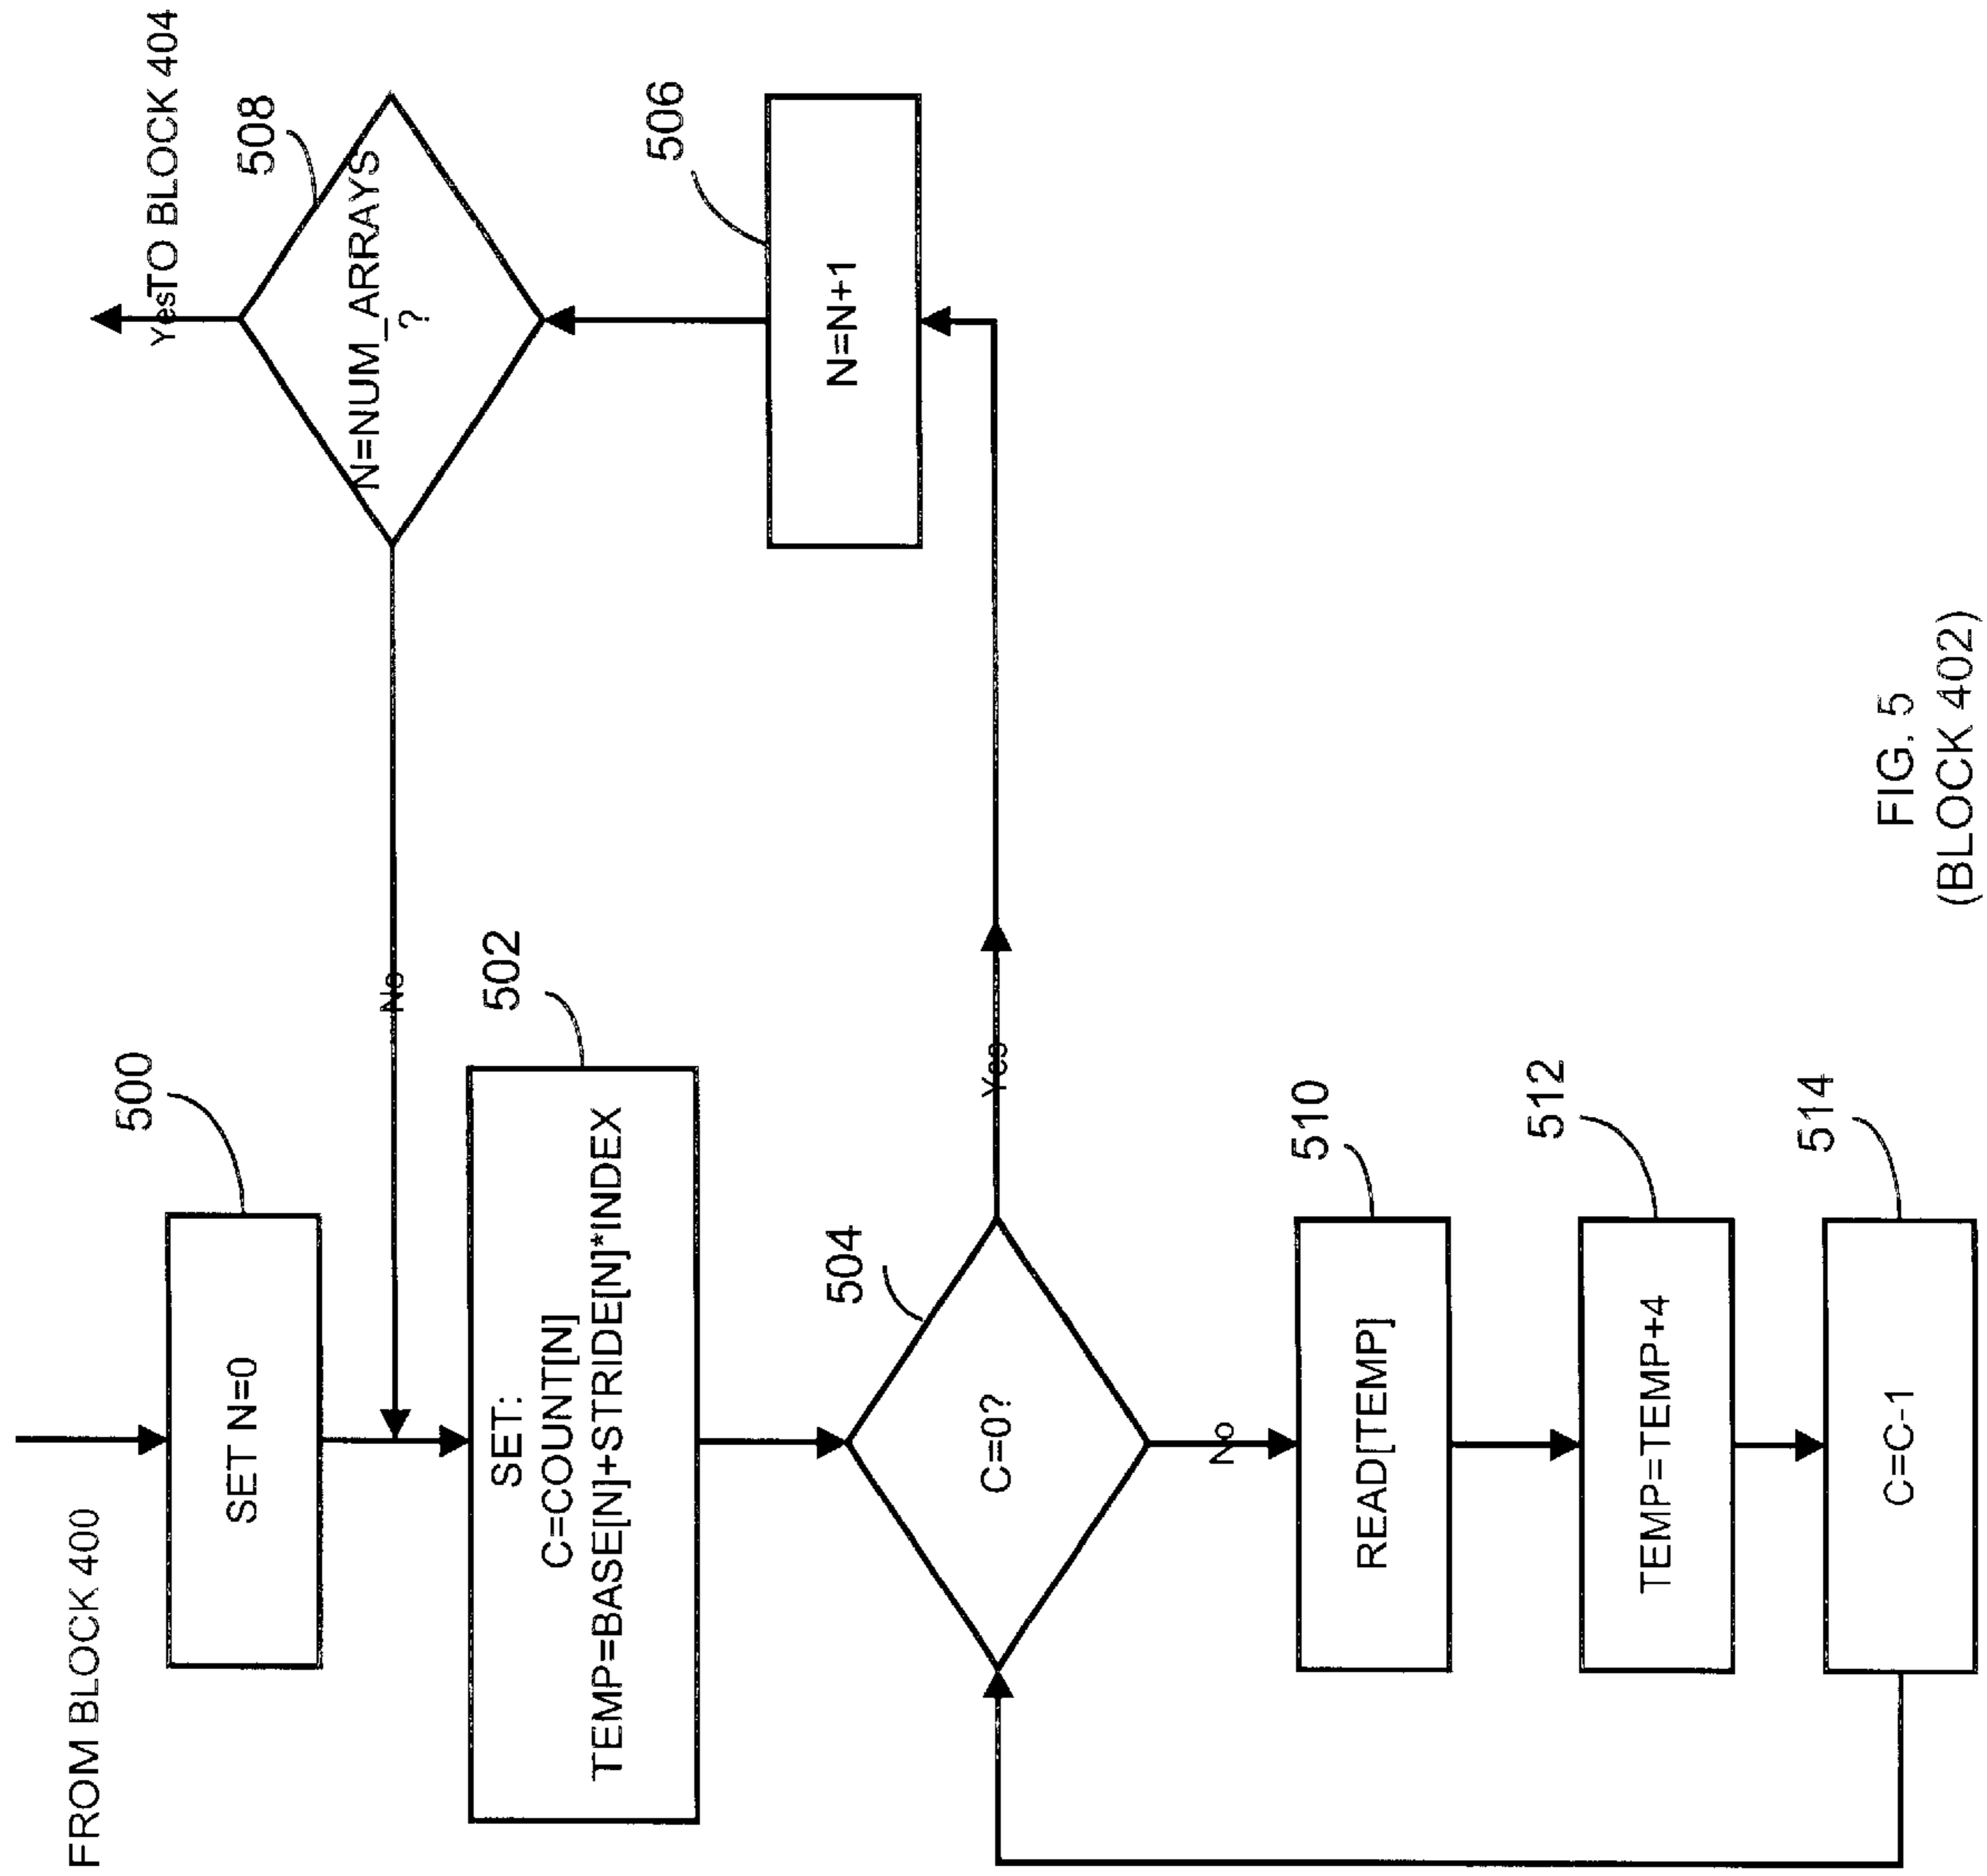 FROM BLOCK 400
500
SET N=0
502
SET:
C=COUNT[N]
TEMP=BASE[N]+STRIDE[N]*INDEX
504
C=0?
No
Yes
510
READ[TEMP]
512
TEMP=TEMP+4
514
C=C-1
506
N=N+1
508
N=NUM_ARRAYS
?
No
Yes
TO BLOCK 404
FIG. 5
(BLOCK 402)